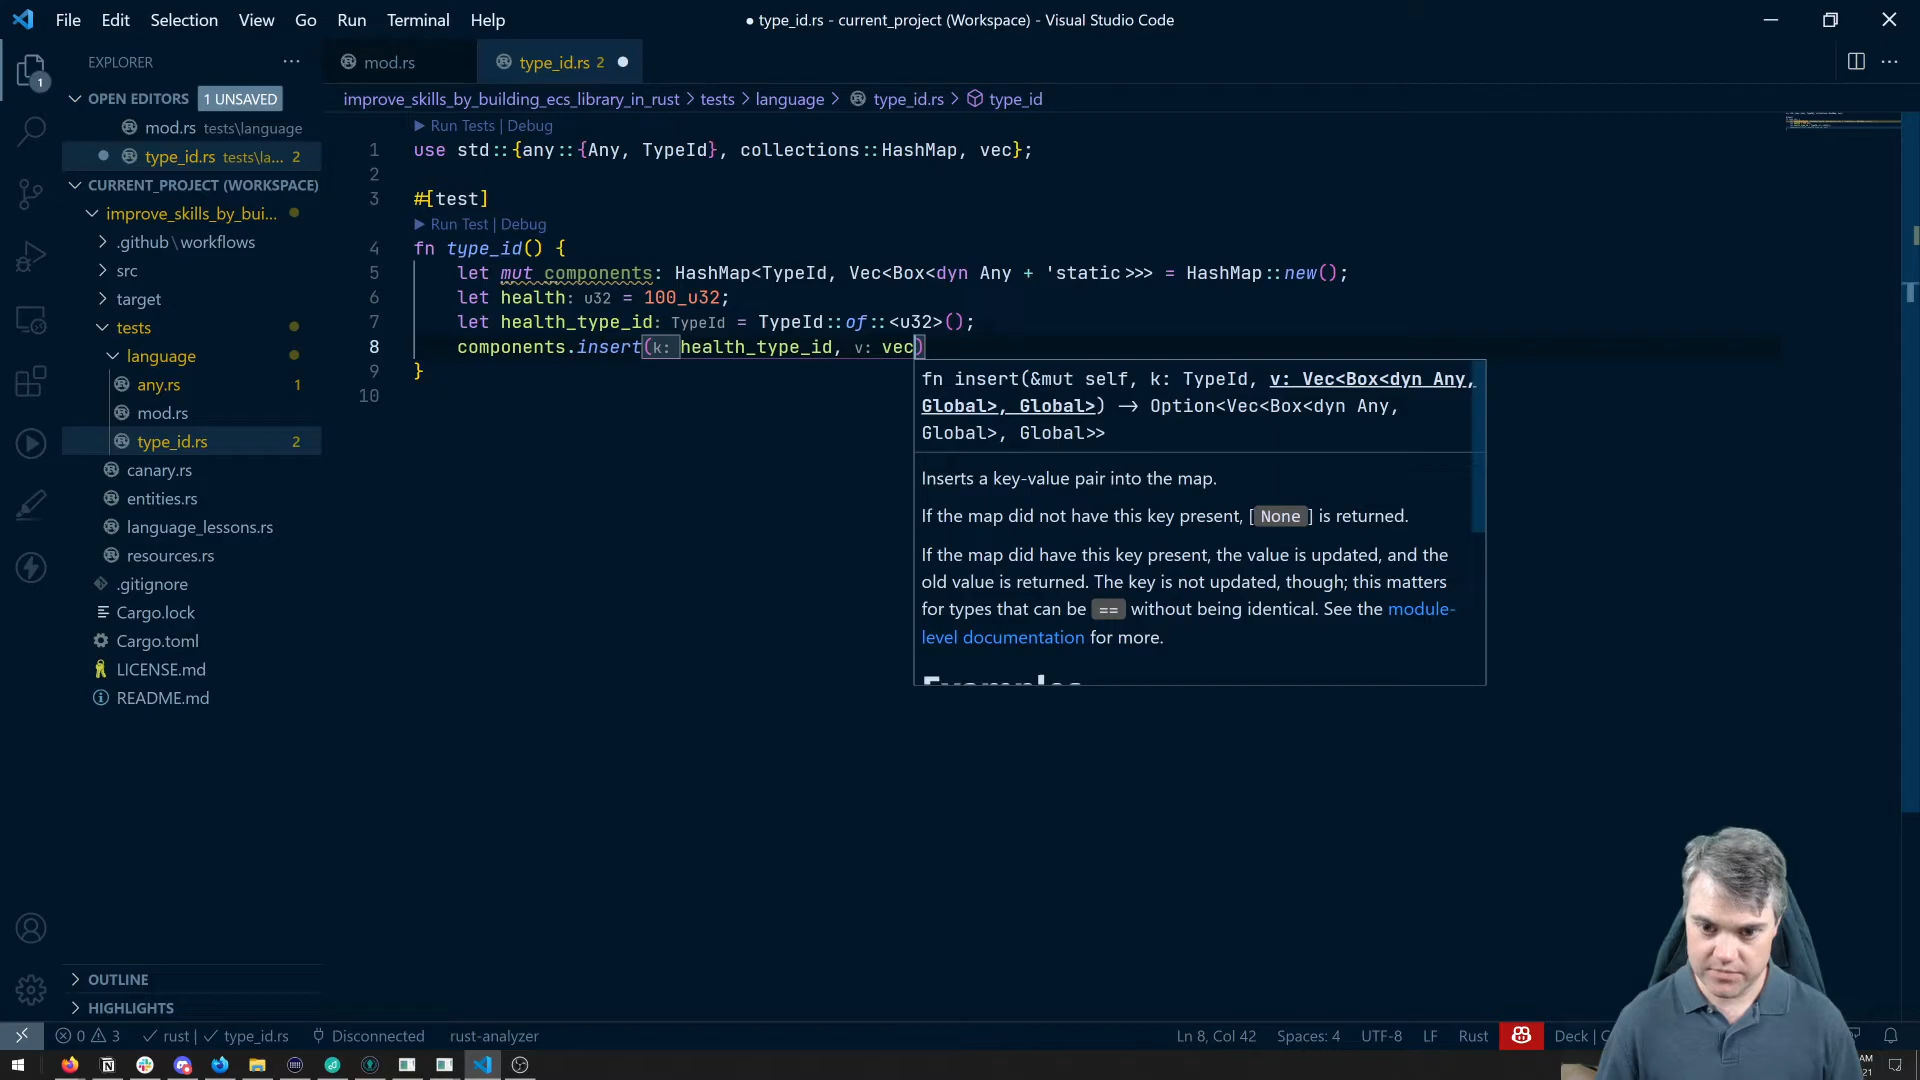 File Edit Selection View Go Run Terminal Help
● type_id.rs - current_project (Workspace) - Visual Studio Code
EXPLORER
OPEN EDITORS 1 UNSAVED
mod.rs tests\language
type_id.rs tests\la... 2
CURRENT_PROJECT (WORKSPACE)
improve_skills_by_bui...
.github\workflows
src
target
tests
language
any.rs 1
mod.rs
type_id.rs 2
canary.rs
entities.rs
language_lessons.rs
resources.rs
.gitignore
Cargo.lock
Cargo.toml
LICENSE.md
README.md
OUTLINE
HIGHLIGHTS
1
mod.rs
type_id.rs 2
improve_skills_by_building_ecs_library_in_rust > tests > language > type_id.rs > type_id
Run Tests | Debug
1 use std::{any::{Any, TypeId}, collections::HashMap, vec};
2
3 #[test]
Run Test | Debug
4 fn type_id() {
5 let mut components: HashMap<TypeId, Vec<Box<dyn Any + 'static>>> = HashMap::new();
6 let health: u32 = 100_u32;
7 let health_type_id: TypeId = TypeId::of::<u32>();
8 components.insert(k: health_type_id, v: vec)
9 }
10
fn insert(&mut self, k: TypeId, v: Vec<Box<dyn Any,
Global>, Global>) → Option<Vec<Box<dyn Any,
Global>, Global>>
Inserts a key-value pair into the map.
If the map did not have this key present, [None] is returned.
If the map did have this key present, the value is updated, and the
old value is returned. The key is not updated, though; this matters
for types that can be == without being identical. See the module-
level documentation for more.
Examples
0 3 rust | type_id.rs Disconnected rust-analyzer
Ln 8, Col 42 Spaces: 4 UTF-8 LF Rust Deck